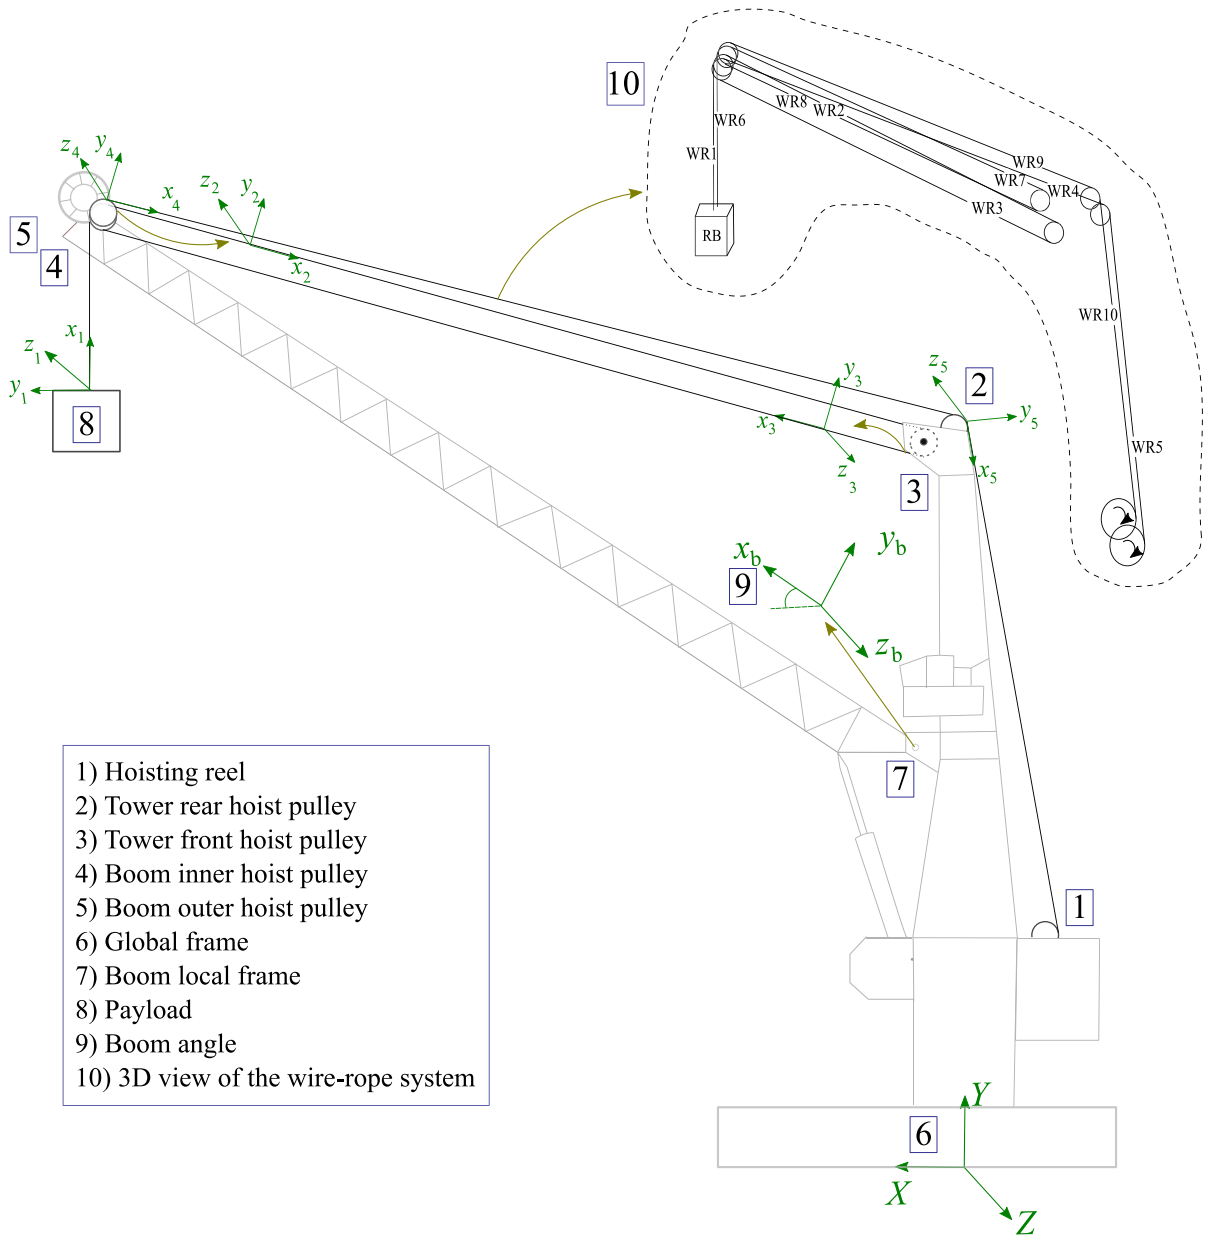 10
WR8
WR2
WR6
WR1
WR9
WR7
WR4
WR3
RB
WR10
WR5
z4
y4
x4
z2
y2
x2
5
4
x1
z1
y1
8
y3
x3
z3
z5
2
y5
x5
3
xb
yb
9
zb
7
1
1) Hoisting reel
2) Tower rear hoist pulley
3) Tower front hoist pulley
4) Boom inner hoist pulley
5) Boom outer hoist pulley
6) Global frame
7) Boom local frame
8) Payload
9) Boom angle
10) 3D view of the wire-rope system
Y
6
X
Z